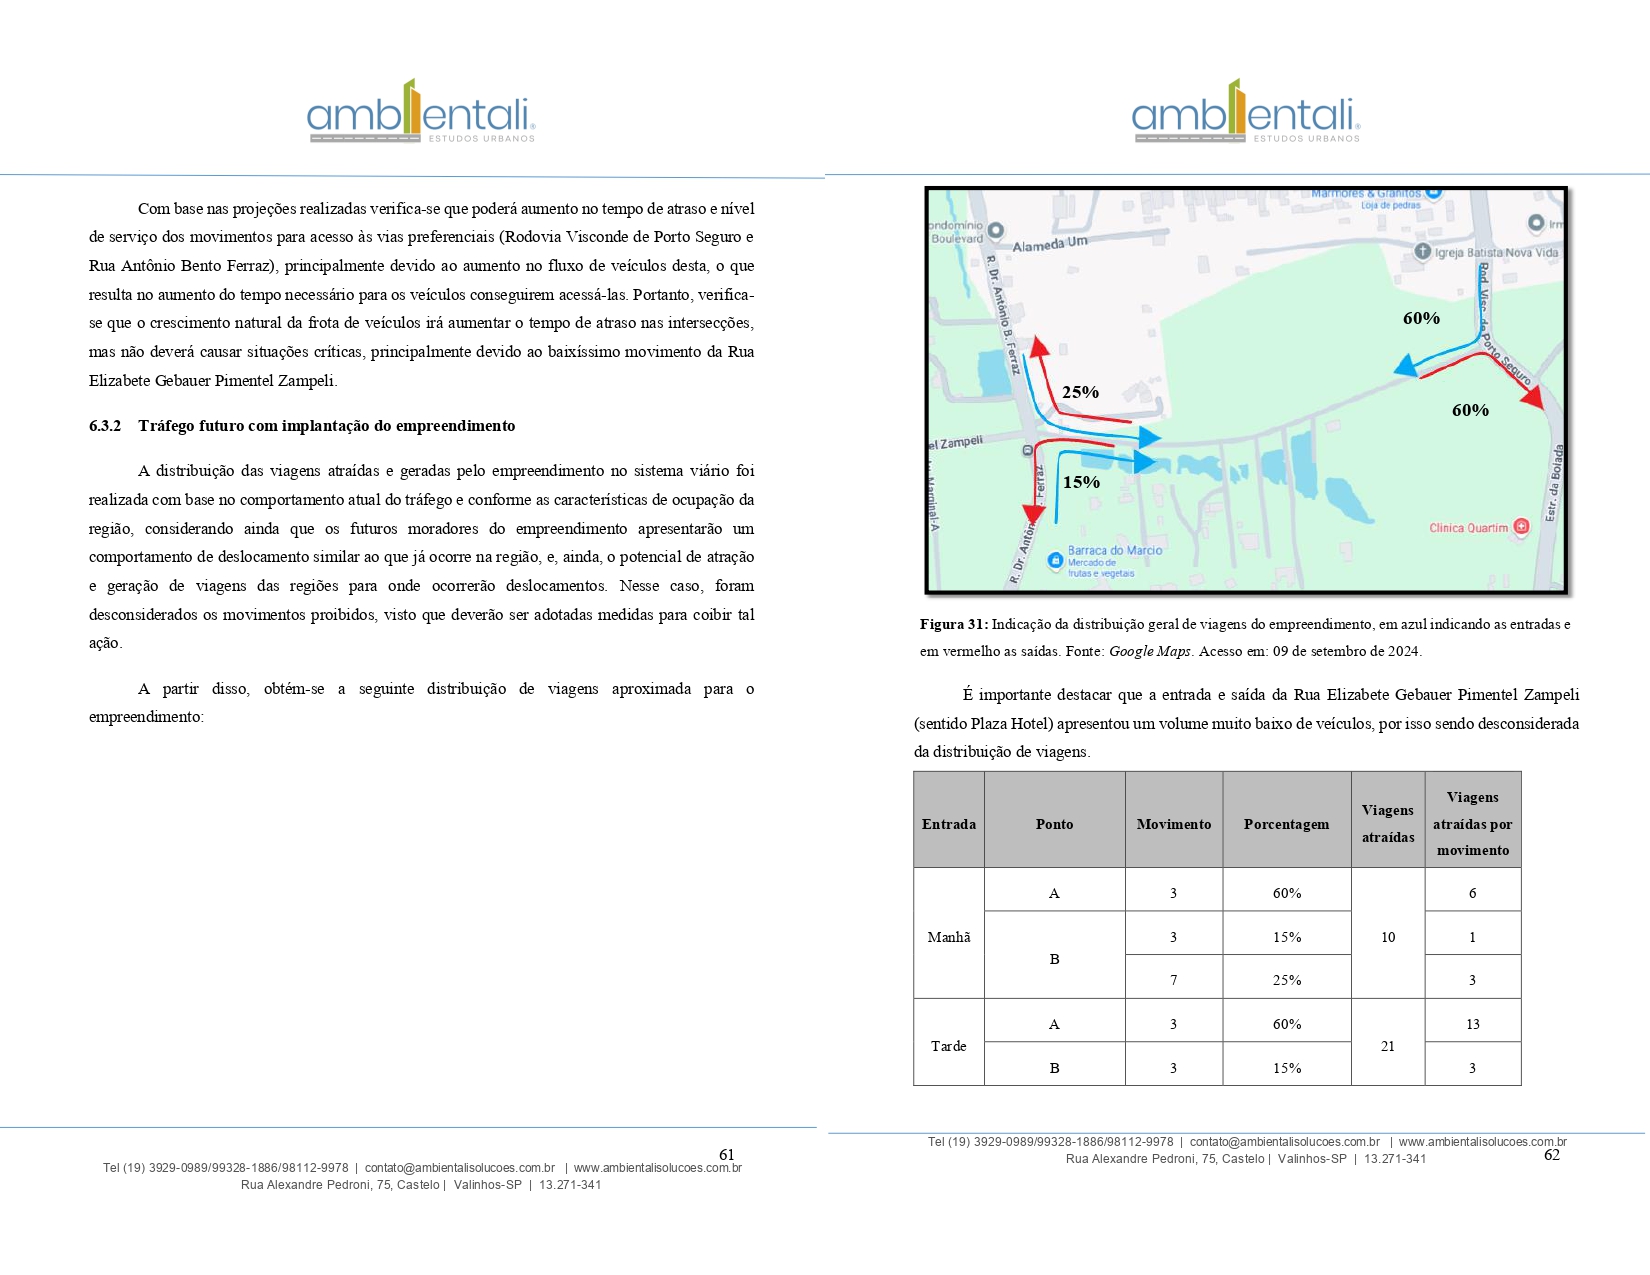 ambientali®
ESTUDOS URBANOS
Com base nas projeções realizadas verifica-se que poderá aumento no tempo de atraso e nível
de serviço dos movimentos para acesso às vias preferenciais (Rodovia Visconde de Porto Seguro e
Rua Antônio Bento Ferraz), principalmente devido ao aumento no fluxo de veículos desta, o que
resulta no aumento do tempo necessário para os veículos conseguirem acessá-las. Portanto, verifica-
se que o crescimento natural da frota de veículos irá aumentar o tempo de atraso nas intersecções,
mas não deverá causar situações críticas, principalmente devido ao baixíssimo movimento da Rua
Elizabete Gebauer Pimentel Zampeli.
6.3.2 Tráfego futuro com implantação do empreendimento
A distribuição das viagens atraídas e geradas pelo empreendimento no sistema viário foi
realizada com base no comportamento atual do tráfego e conforme as características de ocupação da
região, considerando ainda que os futuros moradores do empreendimento apresentarão um
comportamento de deslocamento similar ao que já ocorre na região, e, ainda, o potencial de atração
e geração de viagens das regiões para onde ocorrerão deslocamentos. Nesse caso, foram
desconsiderados os movimentos proibidos, visto que deverão ser adotadas medidas para coibir tal
ação.
A partir disso, obtém-se a seguinte distribuição de viagens aproximada para o
empreendimento:
61
Tel (19) 3929-0989/99328-1886/98112-9978 | contato@ambientalisolucoes.com.br | www.ambientalisolucoes.com.br
Rua Alexandre Pedroni, 75, Castelo | Valinhos-SP | 13.271-341
ambientali®
ESTUDOS URBANOS
Marmores & Granitos
Loja de pedras
ondomínio
Boulevard
Alameda Um
Irm
Igreja Batista Nova Vida
R. Dr. Antônio B. Ferraz
Rod. Visc. de Porto Seguro
60%
25%
60%
el Zampeli
15%
Ferraz
R. Dr. Antôn
Marginal-A
Estr. da Boiada
Clinica Quartim
Barraca do Marcio
Mercado de
frutas e vegetais
Figura 31: Indicação da distribuição geral de viagens do empreendimento, em azul indicando as entradas e
em vermelho as saídas. Fonte: Google Maps. Acesso em: 09 de setembro de 2024.
É importante destacar que a entrada e saída da Rua Elizabete Gebauer Pimentel Zampeli
(sentido Plaza Hotel) apresentou um volume muito baixo de veículos, por isso sendo desconsiderada
da distribuição de viagens.
Entrada Ponto Movimento Porcentagem Viagens atraídas Viagens atraídas por movimento
Manhã A 3 60% 10 6
B 3 15% 1
7 25% 3
Tarde A 3 60% 21 13
B 3 15% 3
Tel (19) 3929-0989/99328-1886/98112-9978 | contato@ambientalisolucoes.com.br | www.ambientalisolucoes.com.br
Rua Alexandre Pedroni, 75, Castelo | Valinhos-SP | 13.271-341
62